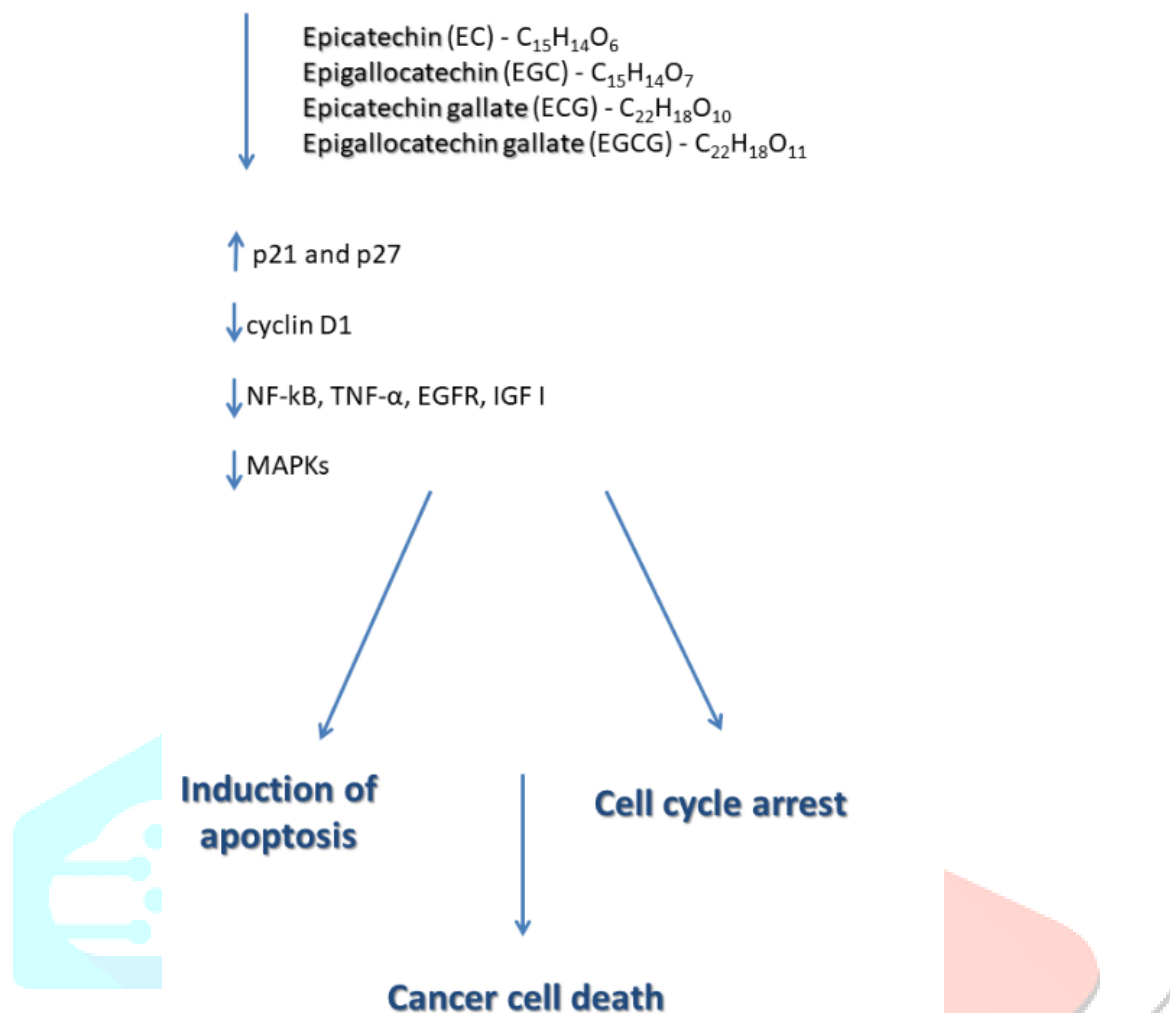 Epicatechin (EC) - C₁₅H₁₄O₆
Epigallocatechin (EGC) - C₁₅H₁₄O₇
Epicatechin gallate (ECG) - C₂₂H₁₈O₁₀
Epigallocatechin gallate (EGCG) - C₂₂H₁₈O₁₁
p21 and p27
cyclin D1
NF-kB, TNF-α, EGFR, IGF I
MAPKs
Induction of
apoptosis
Cell cycle arrest
Cancer cell death